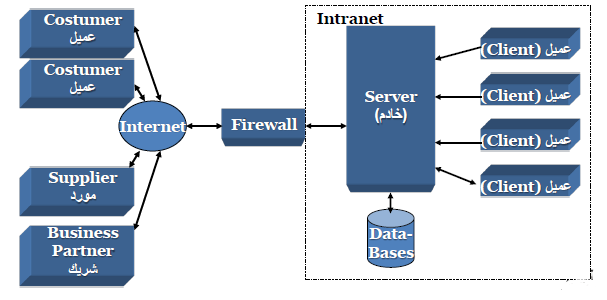 Costumer
عميل
Costumer
عميل
Internet
Supplier
مورد
Business
Partner
شريك
Firewall
Intranet
Server
(خادم)
Data-
Bases
عميل (Client)
عميل (Client)
عميل (Client)
عميل (Client)